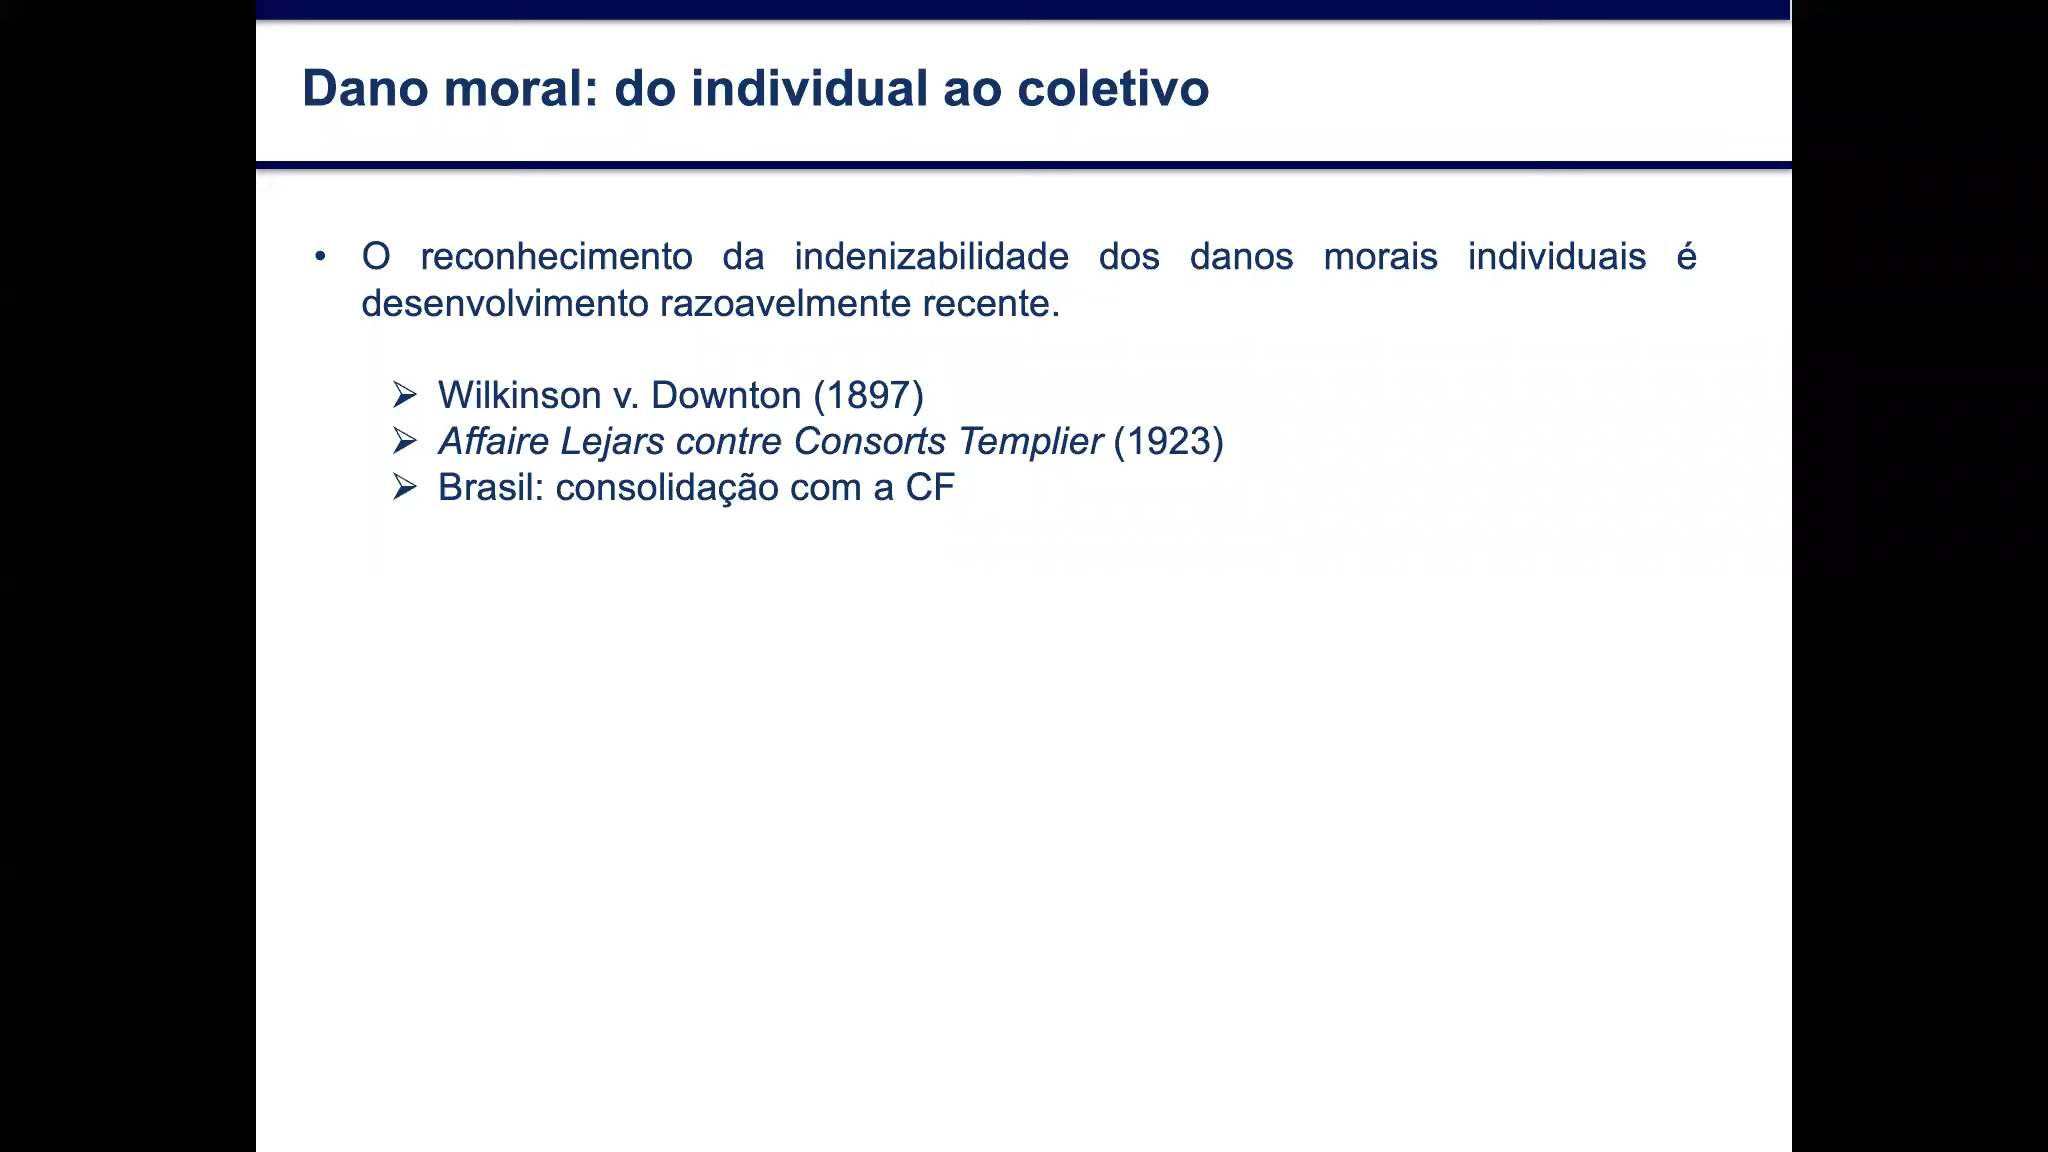 Dano moral: do individual ao coletivo
• O reconhecimento da indenizabilidade dos danos morais individuais é
desenvolvimento razoavelmente recente.
➢ Wilkinson v. Downton (1897)
➢ Affaire Lejars contre Consorts Templier (1923)
➢ Brasil: consolidação com a CF